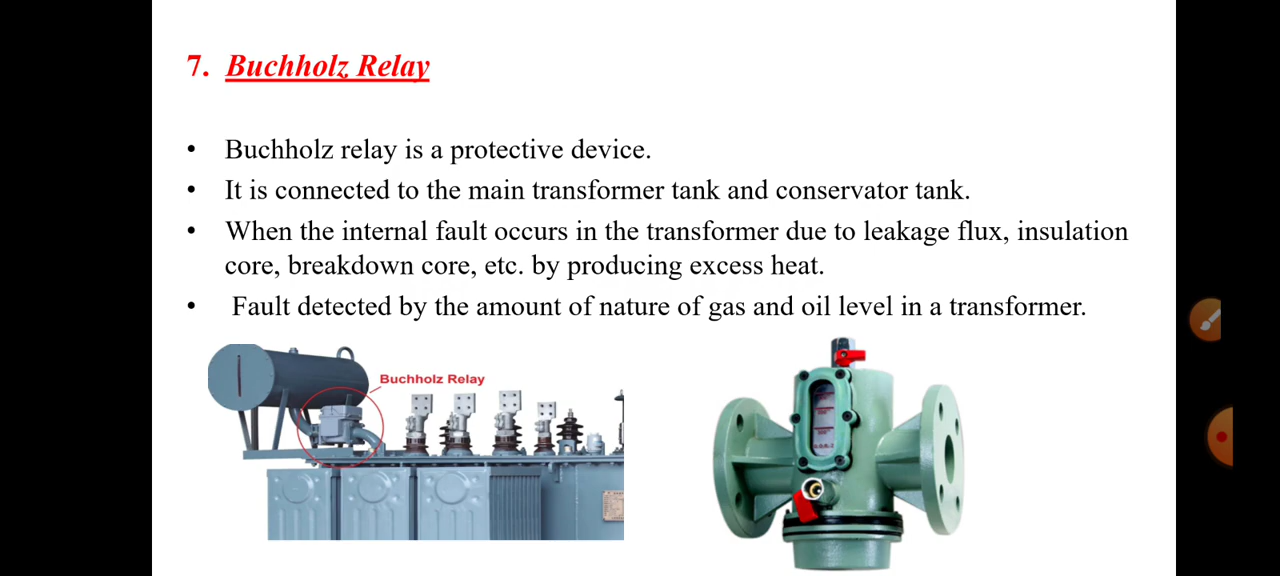 7. Buchholz Relay
• Buchholz relay is a protective device.
• It is connected to the main transformer tank and conservator tank.
• When the internal fault occurs in the transformer due to leakage flux, insulation
core, breakdown core, etc. by producing excess heat.
• Fault detected by the amount of nature of gas and oil level in a transformer.
Buchholz Relay